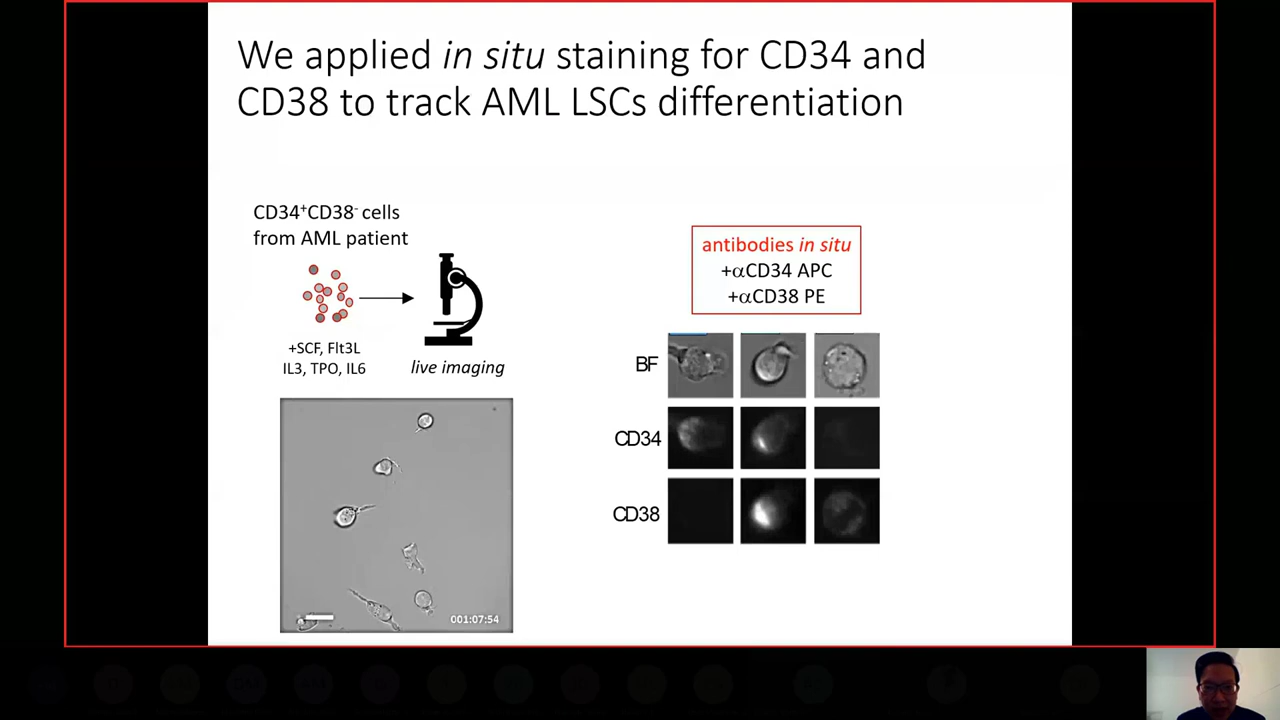 We applied in situ staining for CD34 and
CD38 to track AML LSCs differentiation
CD34⁺CD38⁻ cells
from AML patient
+SCF, Flt3L
IL3, TPO, IL6
live imaging
001:07:54
antibodies in situ
+αCD34 APC
+αCD38 PE
BF
CD34
CD38